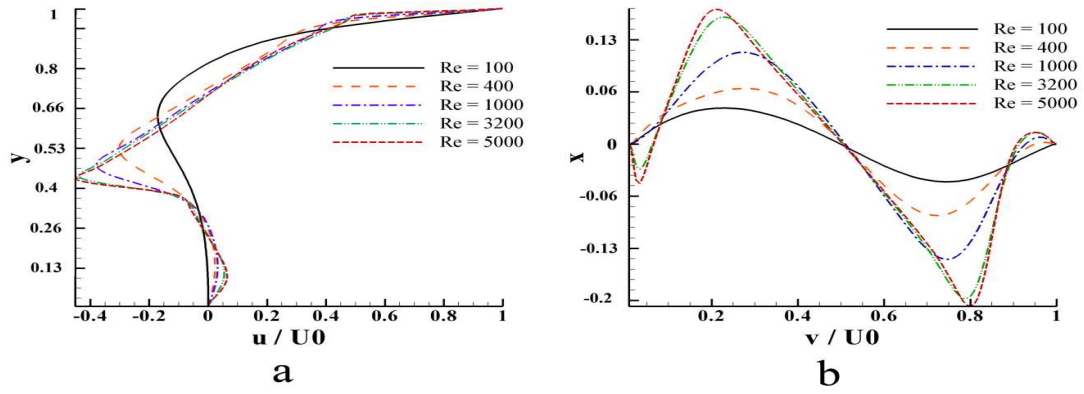 1
0.8
0.66
0.53
0.4
0.26
0.13
y
-0.4
-0.2
0
0.2
0.4
0.6
0.8
1
u / U0
Re = 100
Re = 400
Re = 1000
Re = 3200
Re = 5000
a
0.13
0.06
0
-0.06
-0.13
-0.2
x
0.2
0.4
0.6
0.8
1
v / U0
Re = 100
Re = 400
Re = 1000
Re = 3200
Re = 5000
b